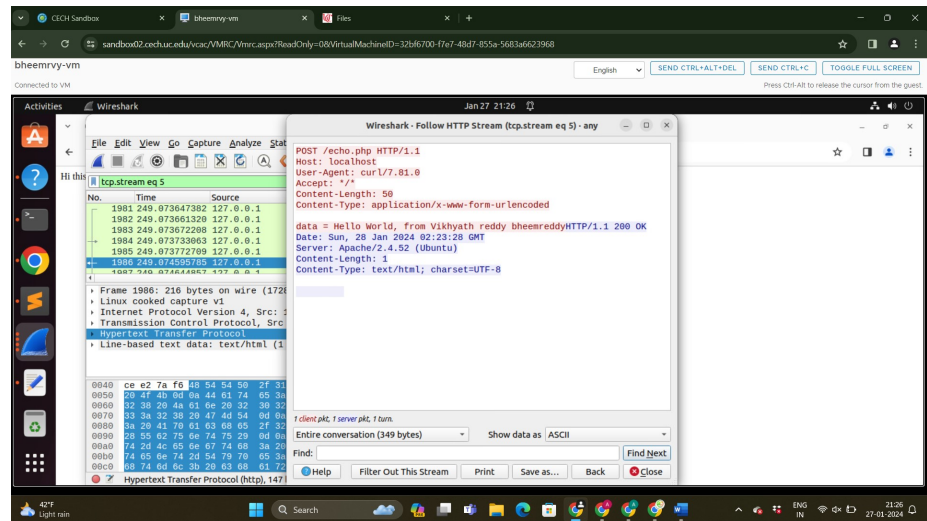 CECH Sandbox
bheemrvy-vm
Files
sandbox02.cech.uc.edu/vcac/VMRC/Vmrc.aspx?ReadOnly=0&VirtualMachineID=32bf6700-f7e7-48d7-855a-5683a6623968
bheemrvy-vm
English
SEND CTRL+ALT+DEL
SEND CTRL+C
TOGGLE FULL SCREEN
Connected to VM
Press Ctrl-Alt to release the cursor from the guest.
Activities
Wireshark
Jan 27 21:26
Wireshark - Follow HTTP Stream (tcp.stream eq 5) - any
File Edit View Go Capture Analyze Stat
Hi this
tcp.stream eq 5
No. Time Source
1981 249.073647382 127.0.0.1
1982 249.073661320 127.0.0.1
1983 249.073672208 127.0.0.1
1984 249.073733063 127.0.0.1
1985 249.073772709 127.0.0.1
1986 249.074595785 127.0.0.1
1987 249.074644857 127.0.0.1
Frame 1986: 216 bytes on wire (1728
Linux cooked capture v1
Internet Protocol Version 4, Src: 1
Transmission Control Protocol, Src
Hypertext Transfer Protocol
Line-based text data: text/html (1
0040 ce e2 7a f6 48 54 54 50 2f 31
0050 20 4f 4b 0d 0a 44 61 74 65 3a
0060 32 38 20 4a 61 6e 20 32 30 32
0070 33 3a 32 38 20 47 4d 54 0d 0a
0080 3a 20 41 70 61 63 68 65 2f 32
0090 28 55 62 75 6e 74 75 29 0d 0a
00a0 74 2d 4c 65 6e 67 74 68 3a 20
00b0 74 65 6e 74 2d 54 79 70 65 3a
00c0 68 74 6d 6c 3b 20 63 68 61 72
Hypertext Transfer Protocol (http), 147
POST /echo.php HTTP/1.1
Host: localhost
User-Agent: curl/7.81.0
Accept: */*
Content-Length: 50
Content-Type: application/x-www-form-urlencoded
data = Hello World, from Vikhyath reddy bheemreddyHTTP/1.1 200 OK
Date: Sun, 28 Jan 2024 02:23:28 GMT
Server: Apache/2.4.52 (Ubuntu)
Content-Length: 1
Content-Type: text/html; charset=UTF-8
1 client pkt, 1 server pkt, 1 turn.
Entire conversation (349 bytes)
Show data as ASCII
Find:
Find Next
Help
Filter Out This Stream
Print
Save as...
Back
Close
42°F
Light rain
Search
ENG
IN
21:26
27-01-2024